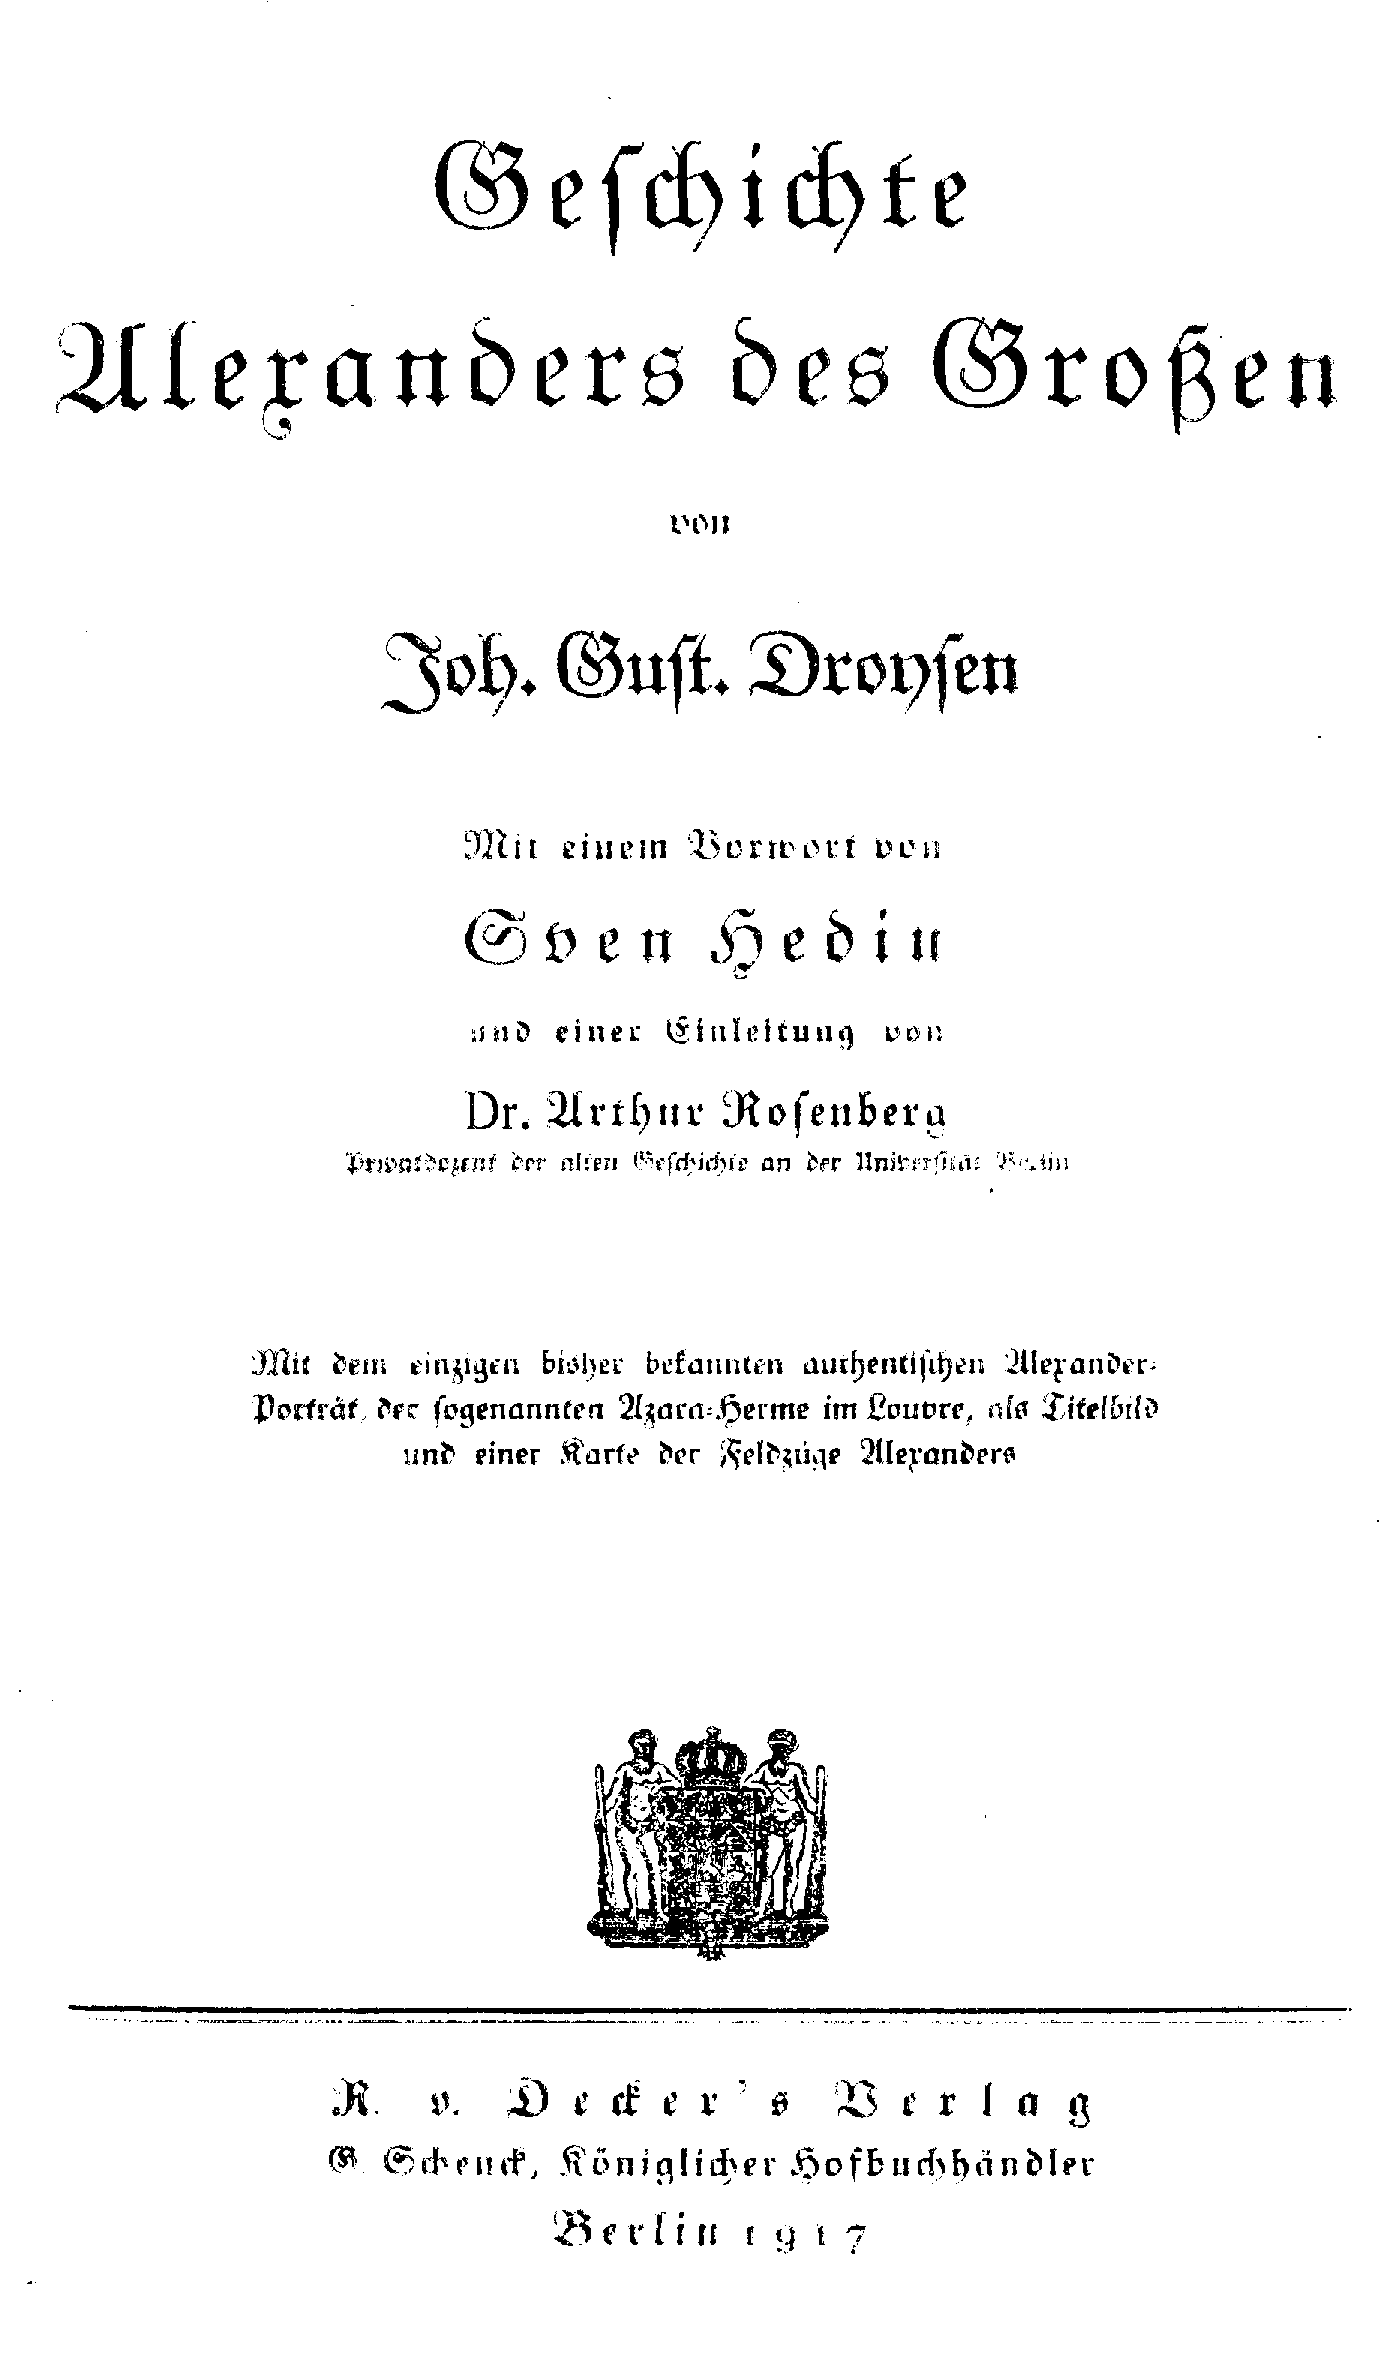 Geschichte
Alexanders des Großen
von
Joh. Gust. Droysen
Mit einem Vorwort von
Sven Hedin
und einer Einleitung von
Dr. Arthur Rosenberg
Privatdozent der alten Geschichte an der Universität Berlin
Mit dem einzigen bisher bekannten authentischen Alexander-
Porträt, der sogenannten Azara-Herme im Louvre, als Titelbild
und einer Karte der Feldzüge Alexanders
R. v. Decker's Verlag
G. Schenck, Königlicher Hofbuchhändler
Berlin 1917